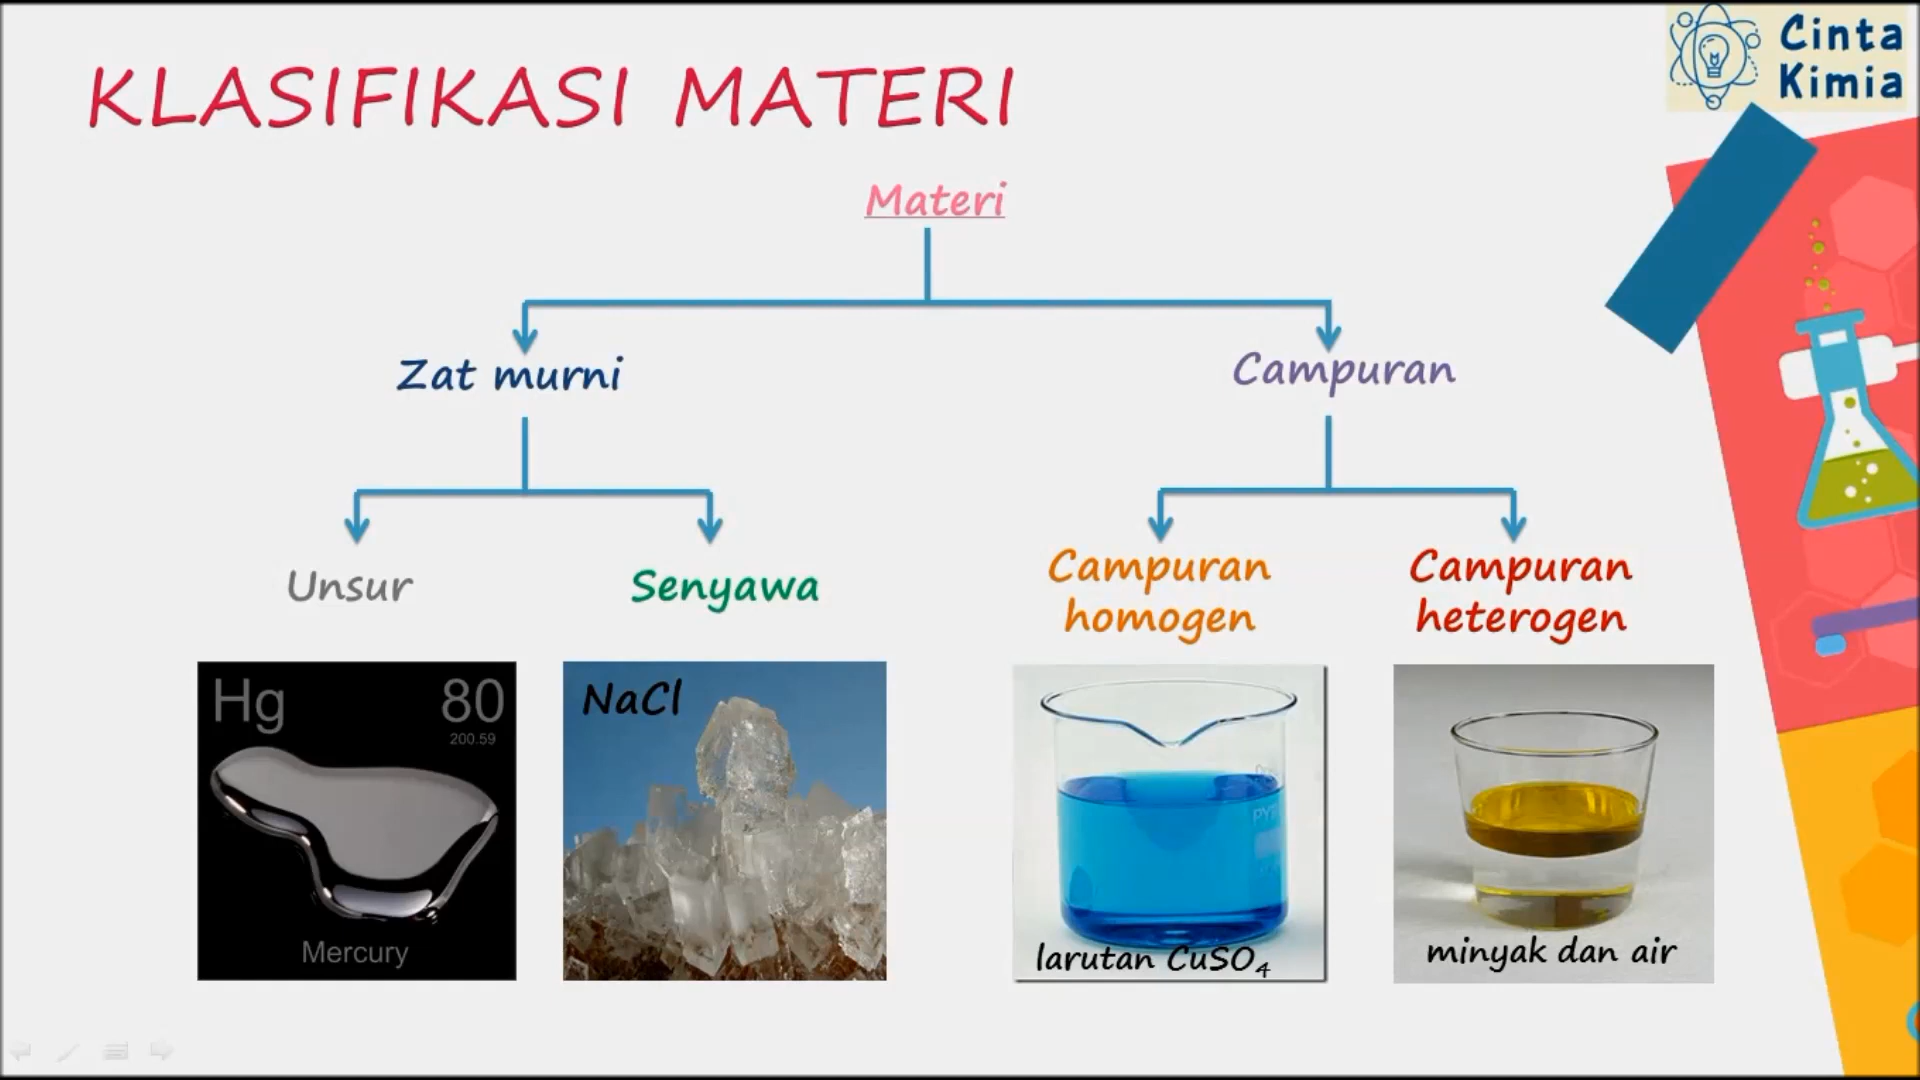 Cinta
Kimia
KLASIFIKASI MATERI
Materi
Zat murni
Campuran
Unsur
Senyawa
Campuran
homogen
Campuran
heterogen
Hg
80
200.59
Mercury
NaCl
larutan CuSO₄
minyak dan air